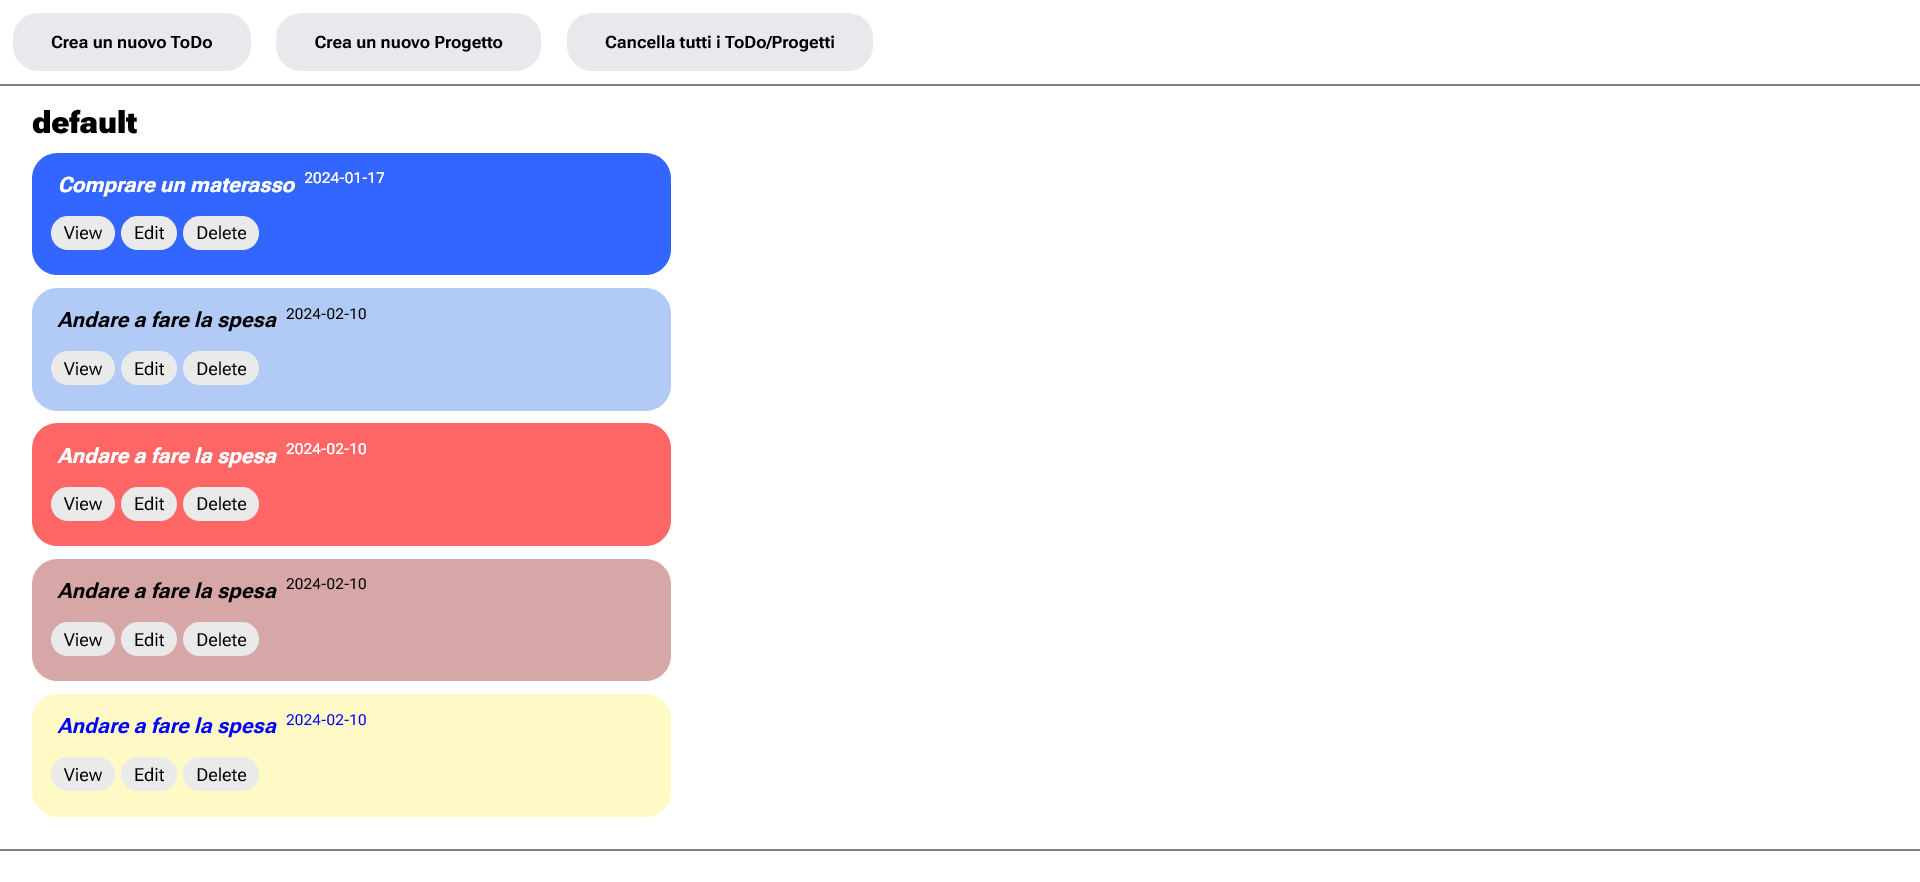 Crea un nuovo ToDo Crea un nuovo Progetto Cancella tutti i ToDo/Progetti
default
Comprare un materasso 2024-01-17
View Edit Delete
Andare a fare la spesa 2024-02-10
View Edit Delete
Andare a fare la spesa 2024-02-10
View Edit Delete
Andare a fare la spesa 2024-02-10
View Edit Delete
Andare a fare la spesa 2024-02-10
View Edit Delete